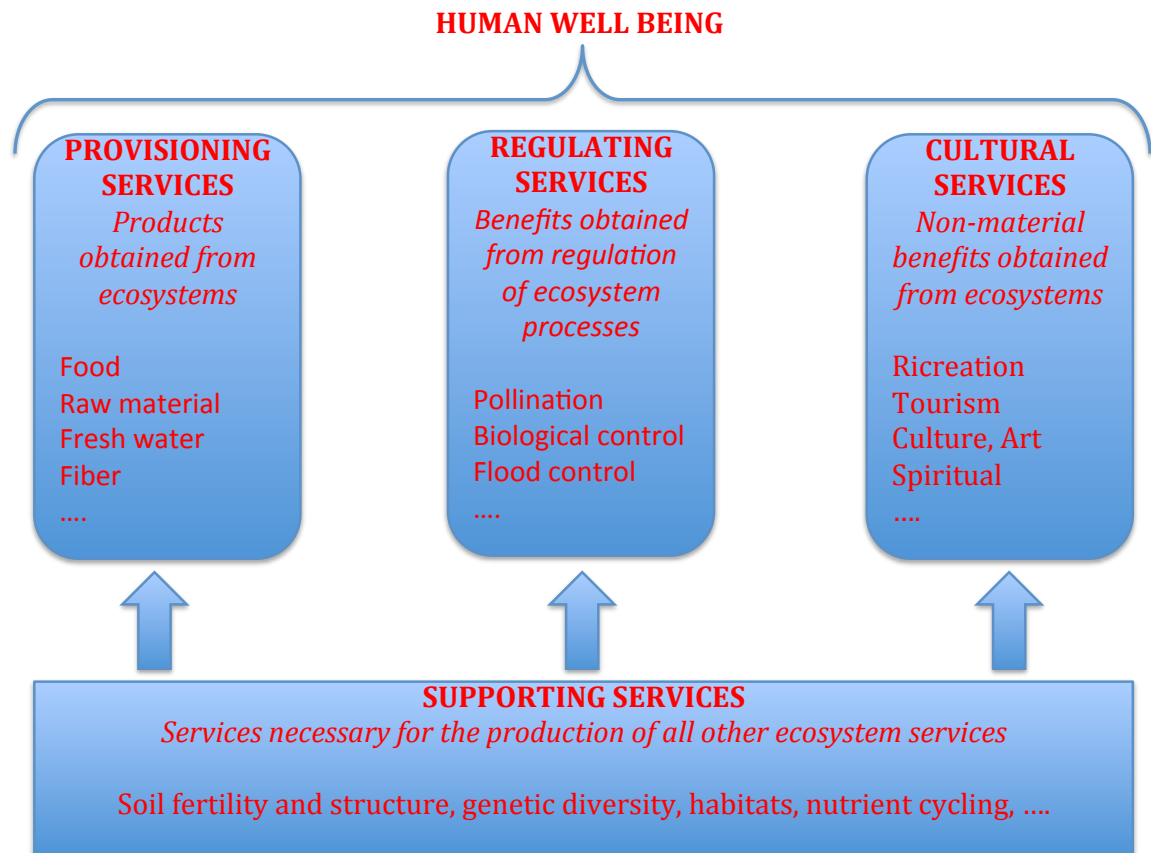 HUMAN WELL BEING
PROVISIONING
SERVICES
Products
obtained from
ecosystems
Food
Raw material
Fresh water
Fiber
....
REGULATING
SERVICES
Benefits obtained
from regulation
of ecosystem
processes
Pollination
Biological control
Flood control
....
CULTURAL
SERVICES
Non-material
benefits obtained
from ecosystems
Ricreation
Tourism
Culture, Art
Spiritual
....
SUPPORTING SERVICES
Services necessary for the production of all other ecosystem services
Soil fertility and structure, genetic diversity, habitats, nutrient cycling, ....